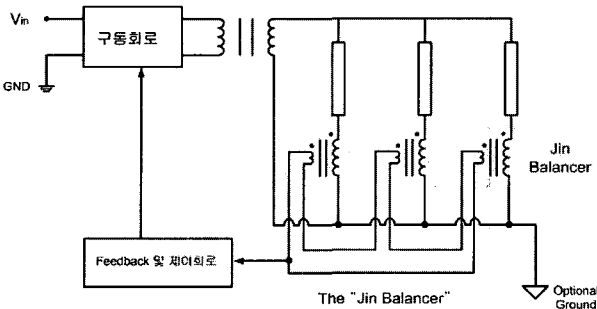 Vin
구동회로
GND
Jin
Balancer
Feedback 및 제어회로
The "Jin Balancer"
Optional
Ground